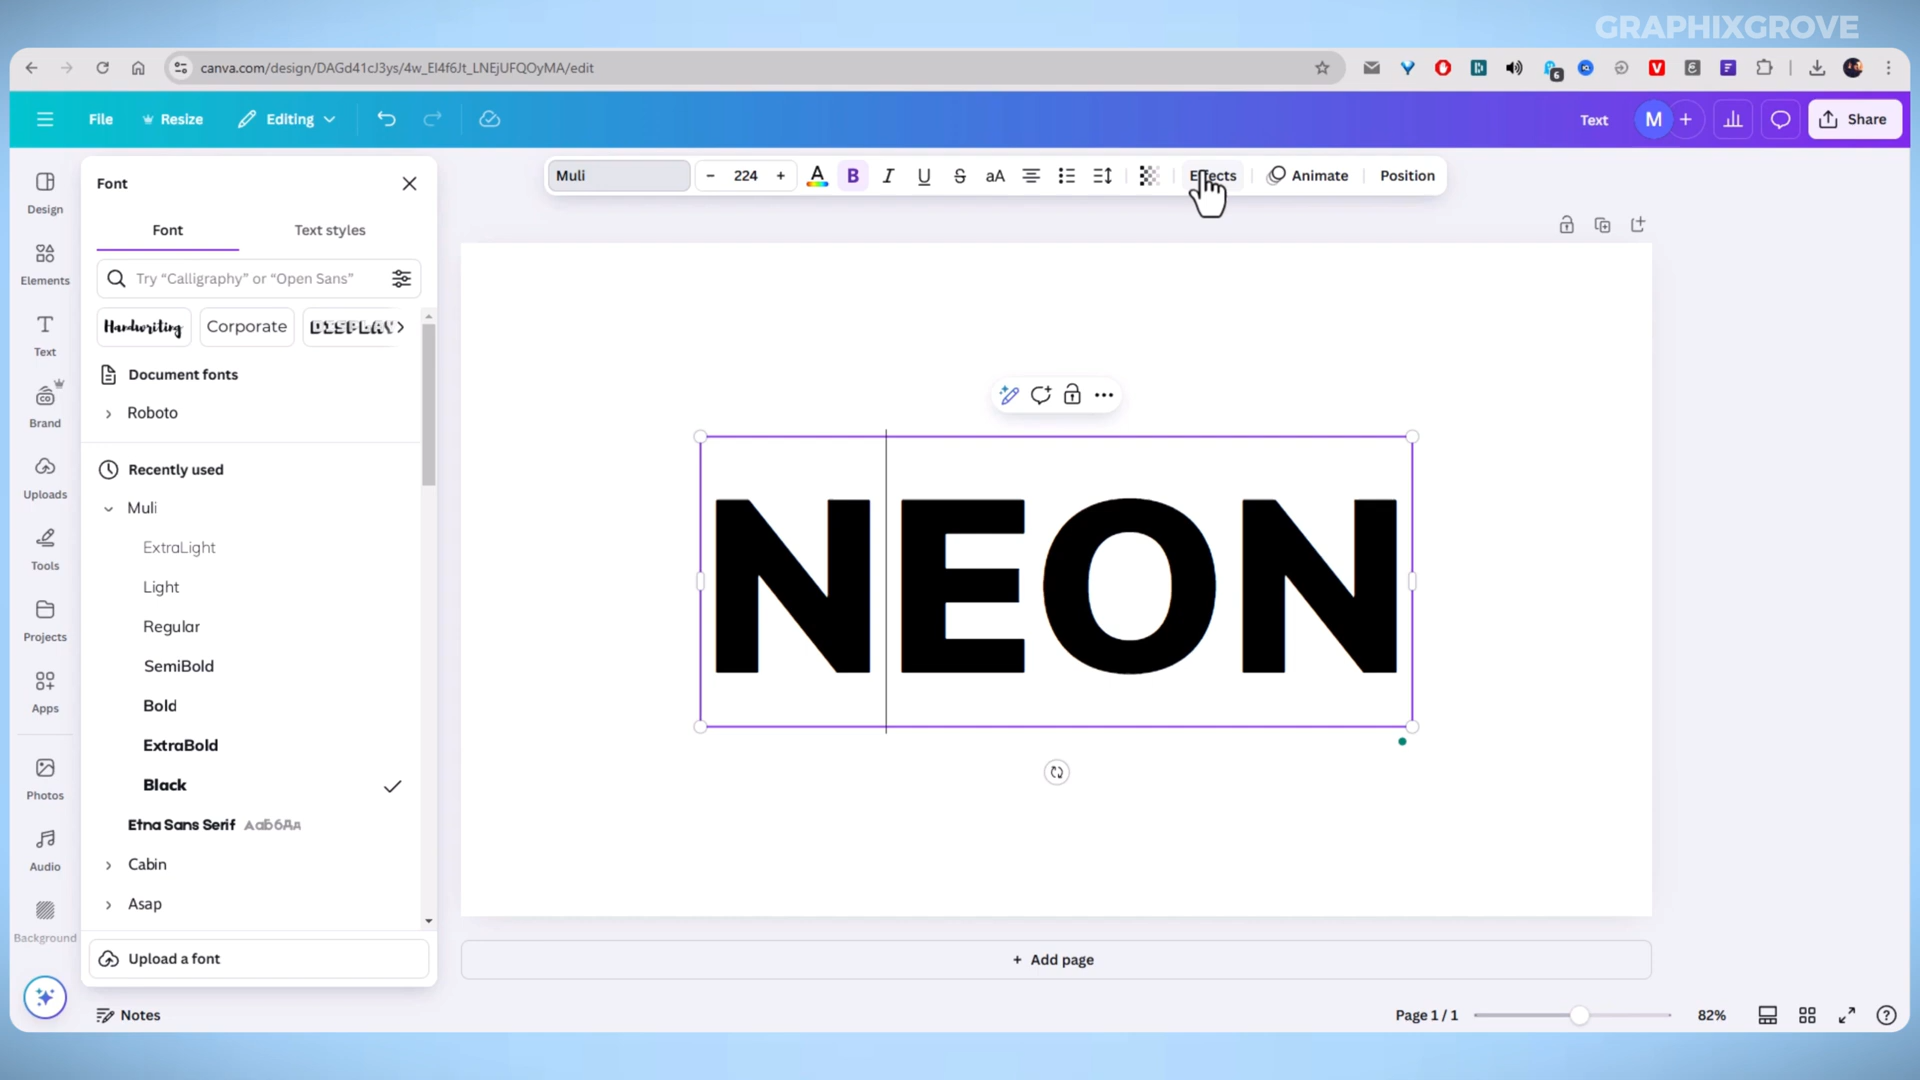 GRAPHIXGROVE
canva.com/design/DAGd41cJ3ys/4w_El4f6Jt_LNEjUFQOyMA/edit
6
File
Resize
Editing
Text
M
Share
Font
Muli
224
A
B
I
U
S
aA
Effects
Animate
Position
Design
Elements
Text
Brand
Uploads
Tools
Projects
Apps
Photos
Audio
Background
Font
Text styles
Try “Calligraphy” or “Open Sans”
Handwriting
Corporate
DISPLAY
Document fonts
Roboto
Recently used
Muli
ExtraLight
Light
Regular
SemiBold
Bold
ExtraBold
Black
Etna Sans Serif АаБбДд
Cabin
Asap
Upload a font
NEON
+ Add page
Notes
Page 1 / 1
82%